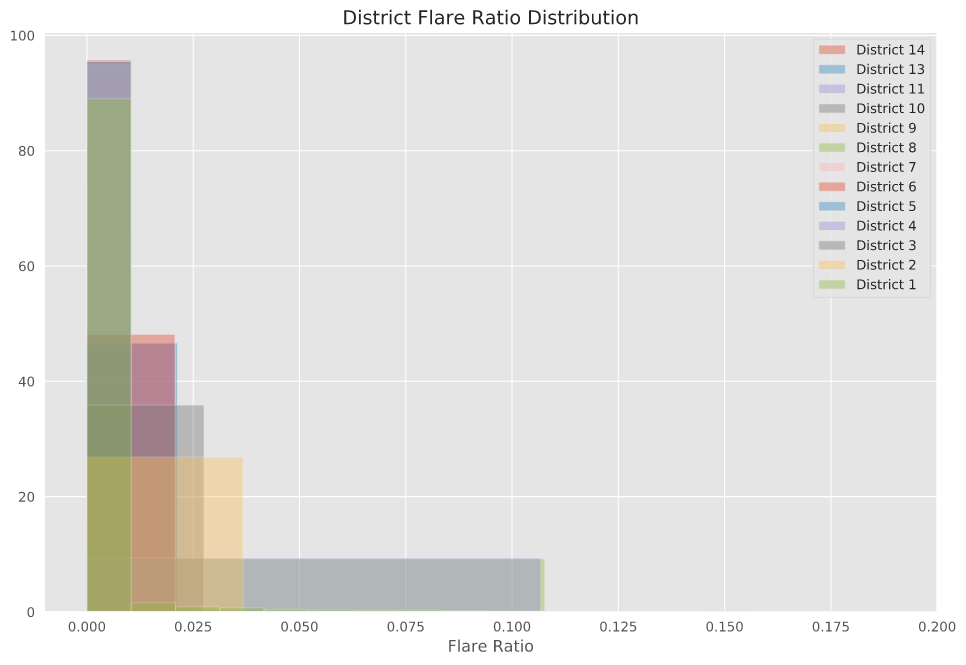 District Flare Ratio Distribution
100
80
60
40
20
0
District 14
District 13
District 11
District 10
District 9
District 8
District 7
District 6
District 5
District 4
District 3
District 2
District 1
0.000 0.025 0.050 0.075 0.100 0.125 0.150 0.175 0.200
Flare Ratio